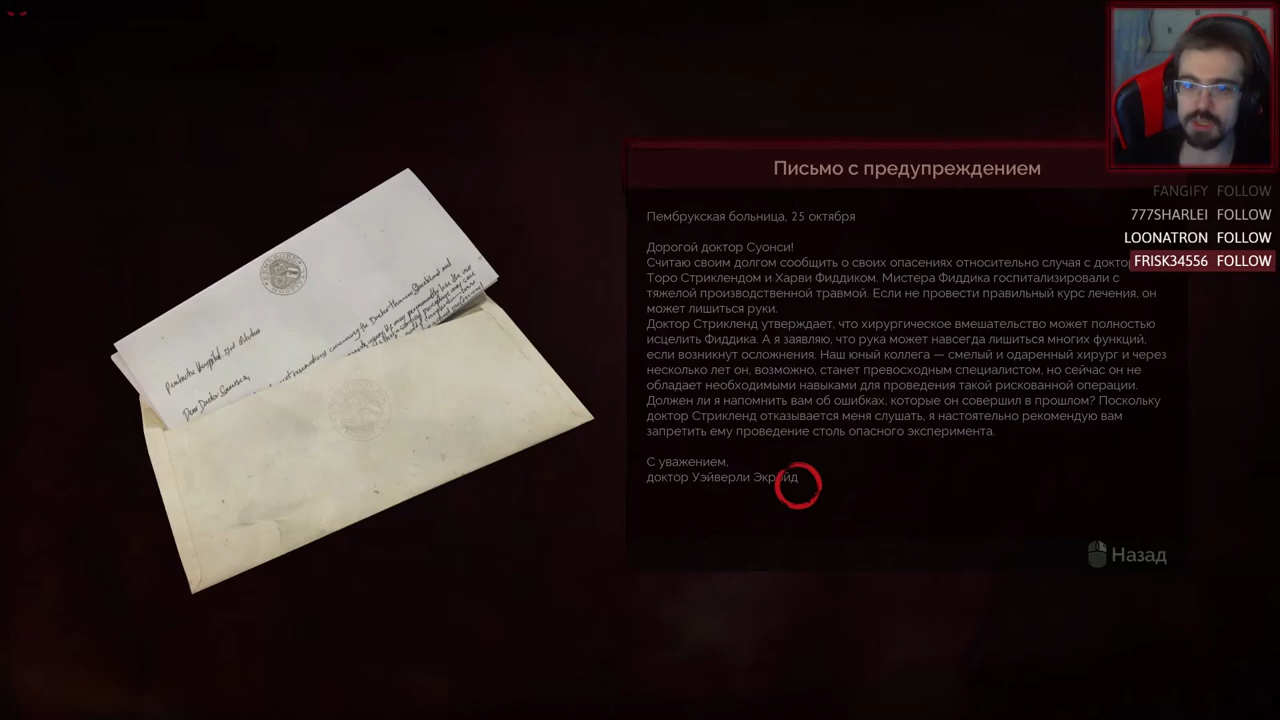 Письмо с предупреждением
FANGIFY FOLLOW
777SHARLEI FOLLOW
LOONATRON FOLLOW
FRISK34556 FOLLOW
Пембрукская больница, 25 октября
Дорогой доктор Суонси!
Считаю своим долгом сообщить о своих опасениях относительно случая с доктор
Торо Стриклендом и Харви Фиддиком. Мистера Фиддика госпитализировали с
тяжелой производственной травмой. Если не провести правильный курс лечения, он
может лишиться руки.
Доктор Стрикленд утверждает, что хирургическое вмешательство может полностью
исцелить Фиддика. А я заявляю, что рука может навсегда лишиться многих функций,
если возникнут осложнения. Наш юный коллега — смелый и одаренный хирург и через
несколько лет он, возможно, станет превосходным специалистом, но сейчас он не
обладает необходимыми навыками для проведения такой рискованной операции.
Должен ли я напомнить вам об ошибках, которые он совершил в прошлом? Поскольку
доктор Стрикленд отказывается меня слушать, я настоятельно рекомендую вам
запретить ему проведение столь опасного эксперимента.
С уважением,
доктор Уэйверли Экройд
Назад
Dear Doctor Swansea,